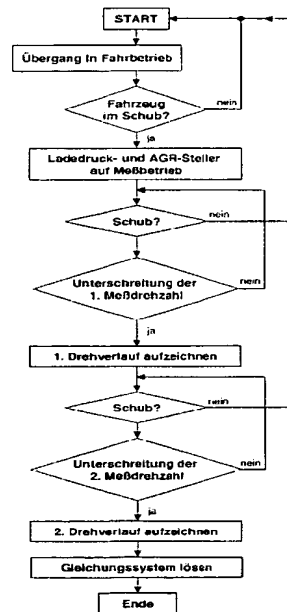 START
Übergang in Fahrbetrieb
Fahrzeug
im Schub?
nein
ja
Ladedruck- und AGR-Steller
auf Meßbetrieb
Schub?
nein
Unterschreitung der
1. Meßdrehzahl
nein
ja
1. Drehverlauf aufzeichnen
Schub?
nein
Unterschreitung der
2. Meßdrehzahl
nein
ja
2. Drehverlauf aufzeichnen
Gleichungssystem lösen
Ende